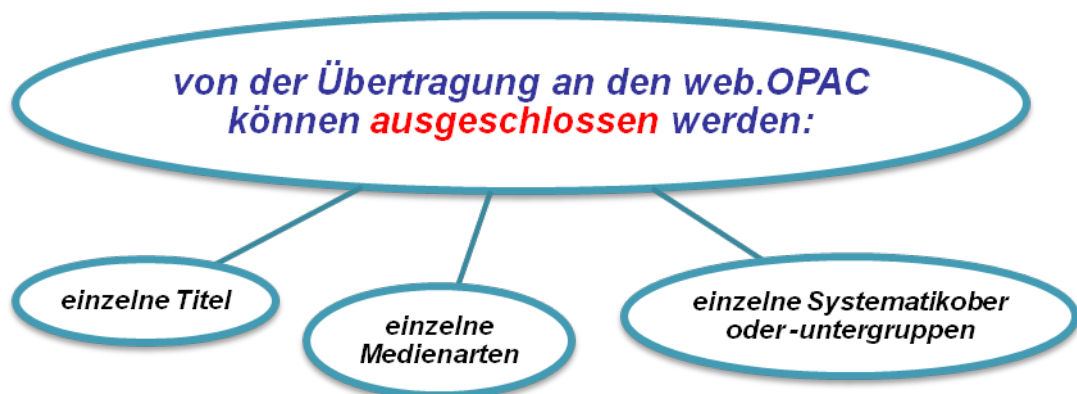 von der Übertragung an den web.OPAC
können ausgeschlossen werden:
einzelne Titel
einzelne
Medienarten
einzelne Systematikober
oder -untergruppen